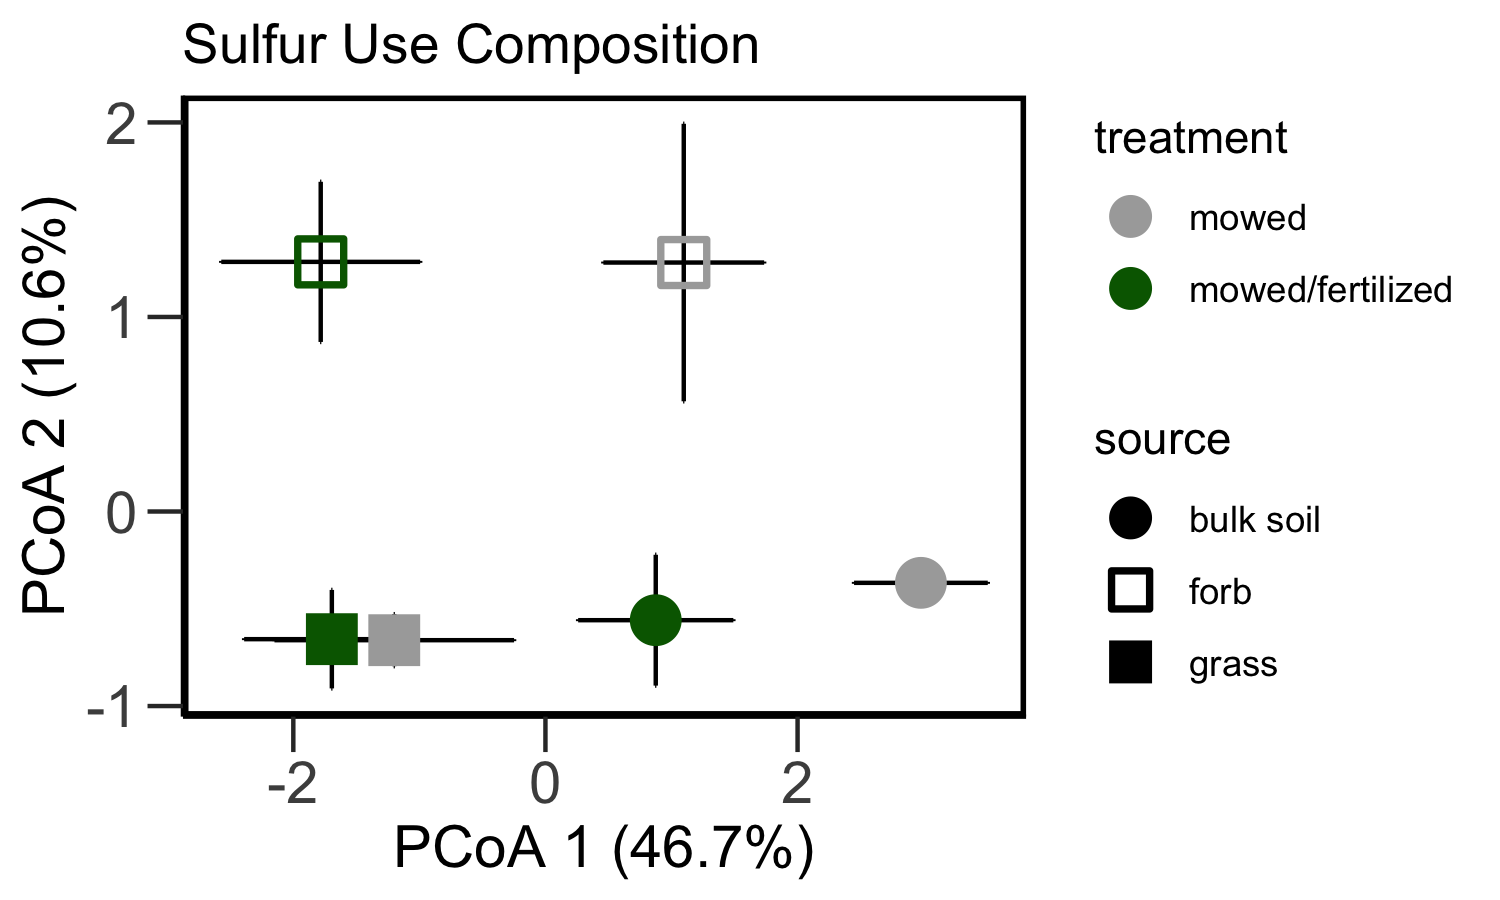 Sulfur Use Composition
2
1
0
-1
PCoA 2 (10.6%)
-2
0
2
PCoA 1 (46.7%)
treatment
mowed
mowed/fertilized
source
bulk soil
forb
grass